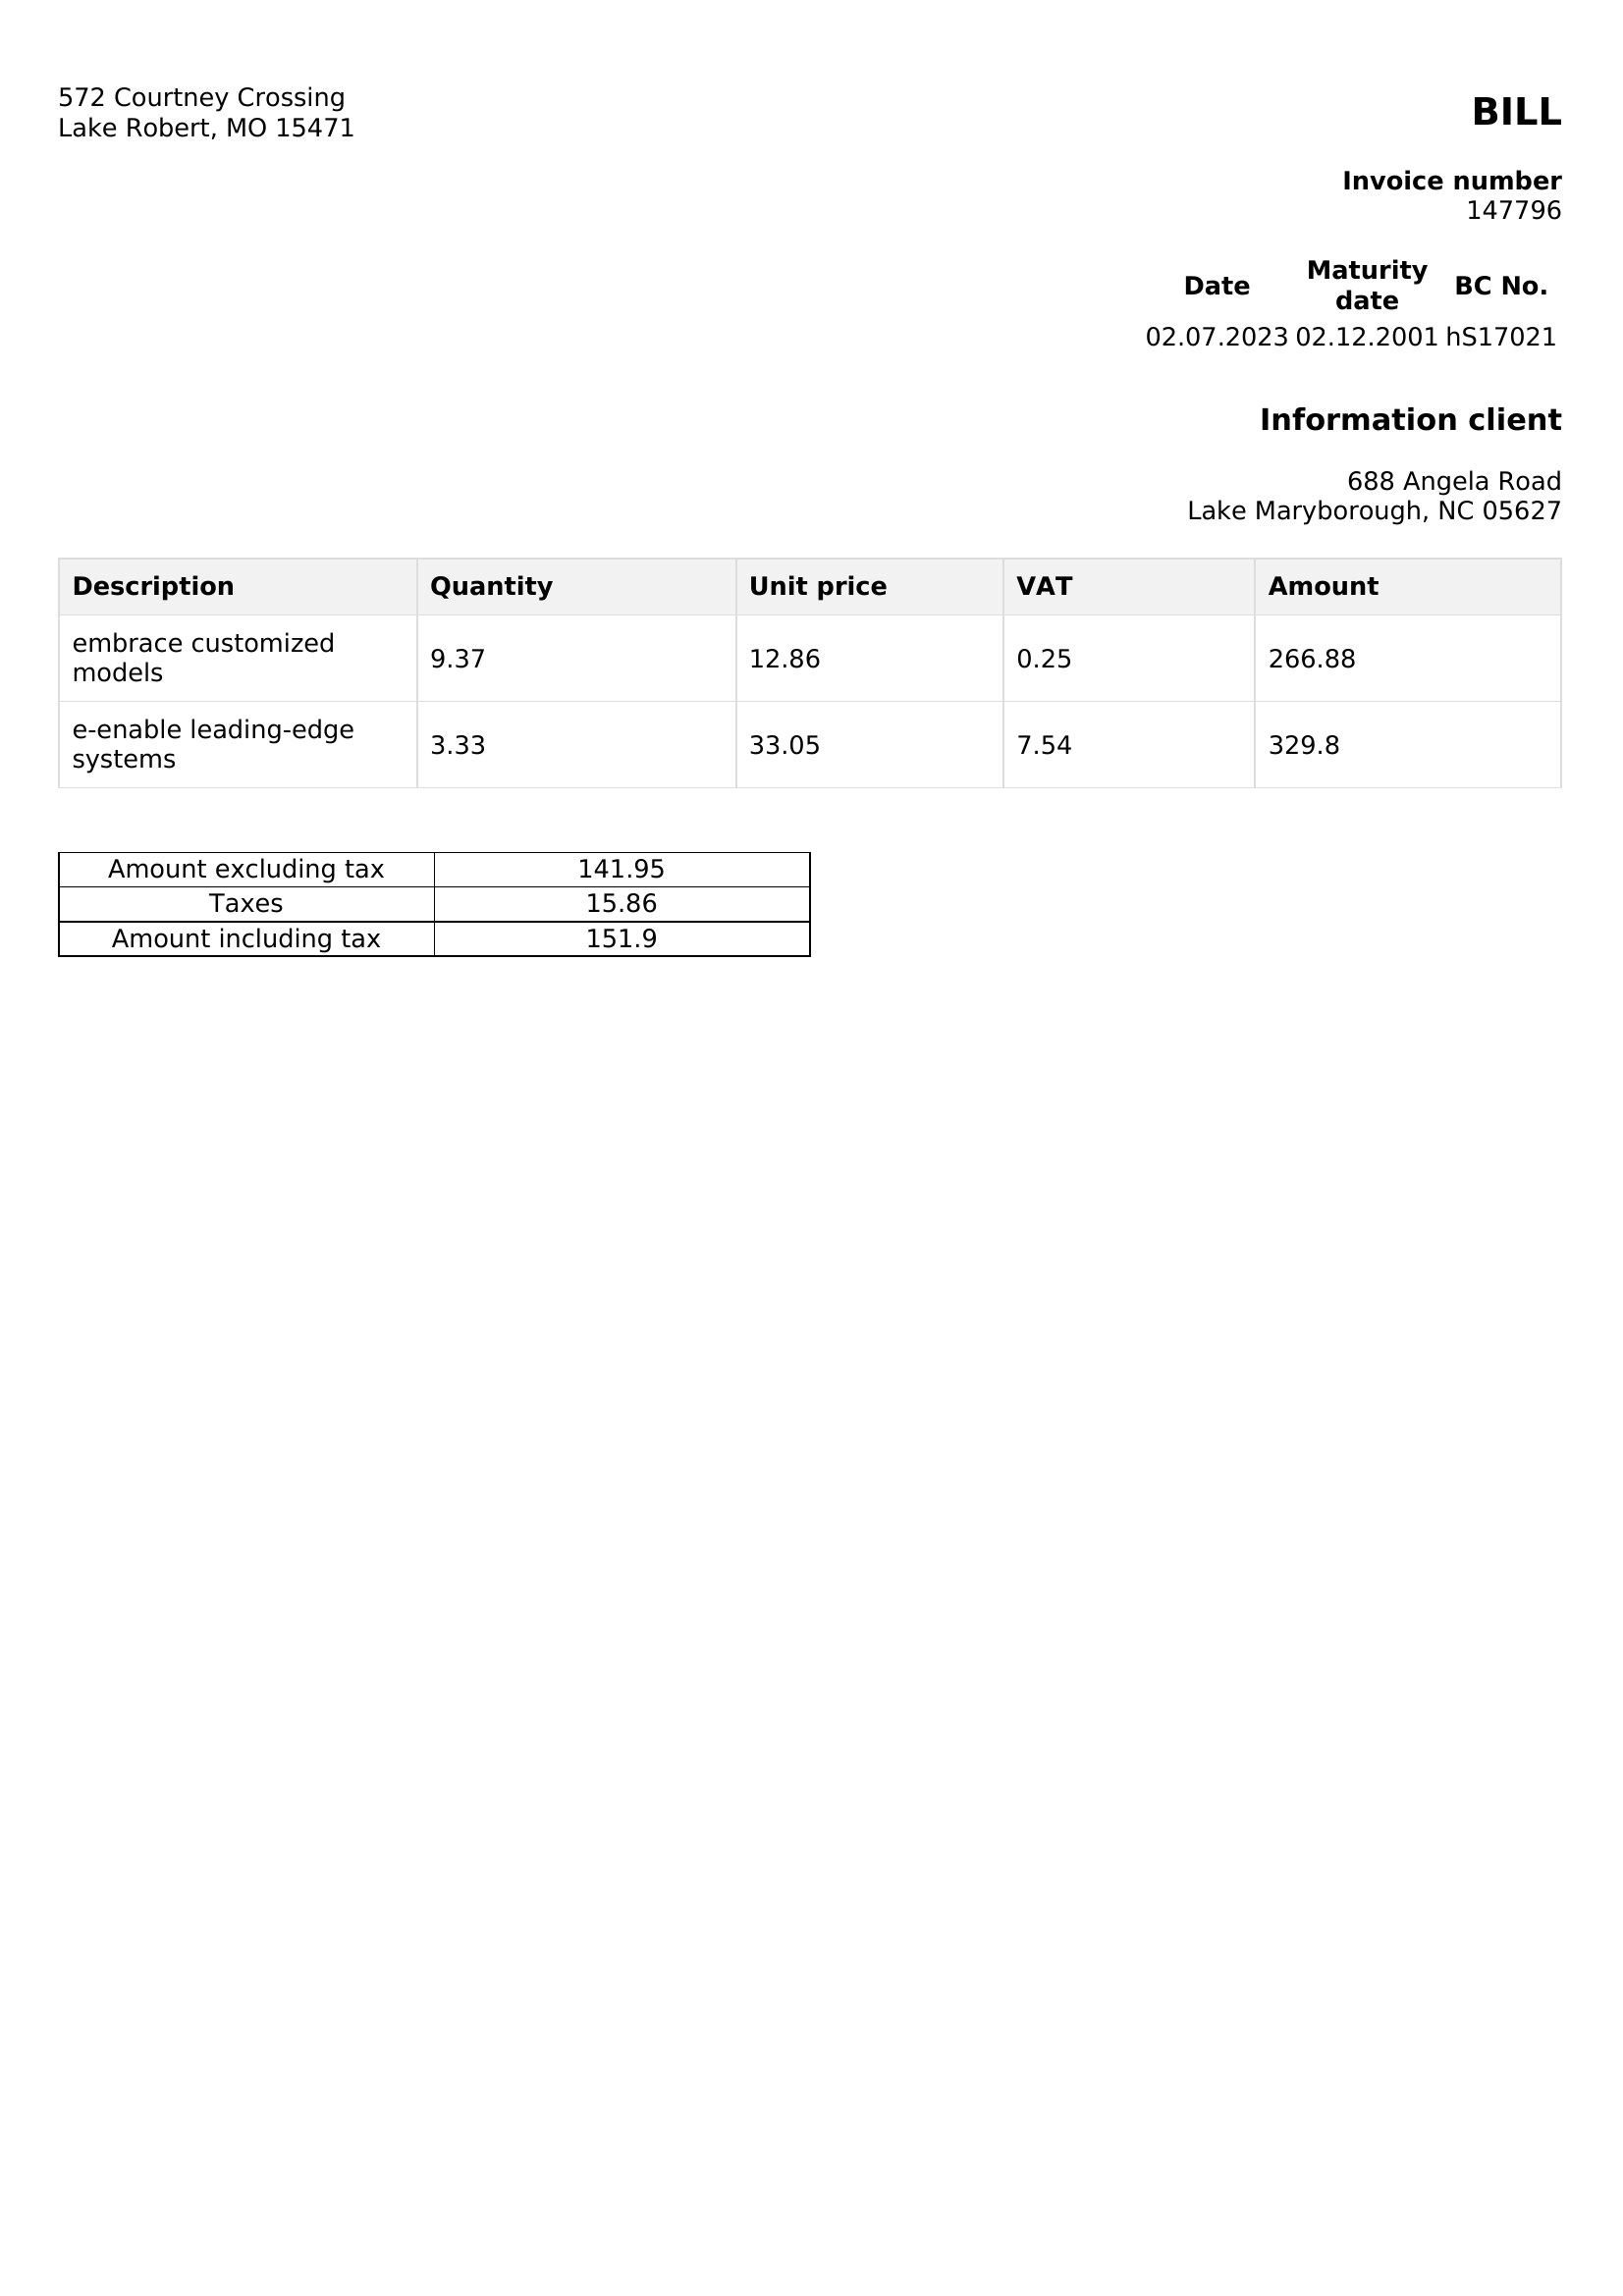 572 Courtney Crossing
Lake Robert, MO 15471
BILL
Invoice number
147796
Date Maturity date BC No.
02.07.2023 02.12.2001 hS17021
Information client
688 Angela Road
Lake Maryborough, NC 05627
Description Quantity Unit price VAT Amount
embrace customized
models 9.37 12.86 0.25 266.88
e-enable leading-edge
systems 3.33 33.05 7.54 329.8
Amount excluding tax 141.95
Taxes 15.86
Amount including tax 151.9